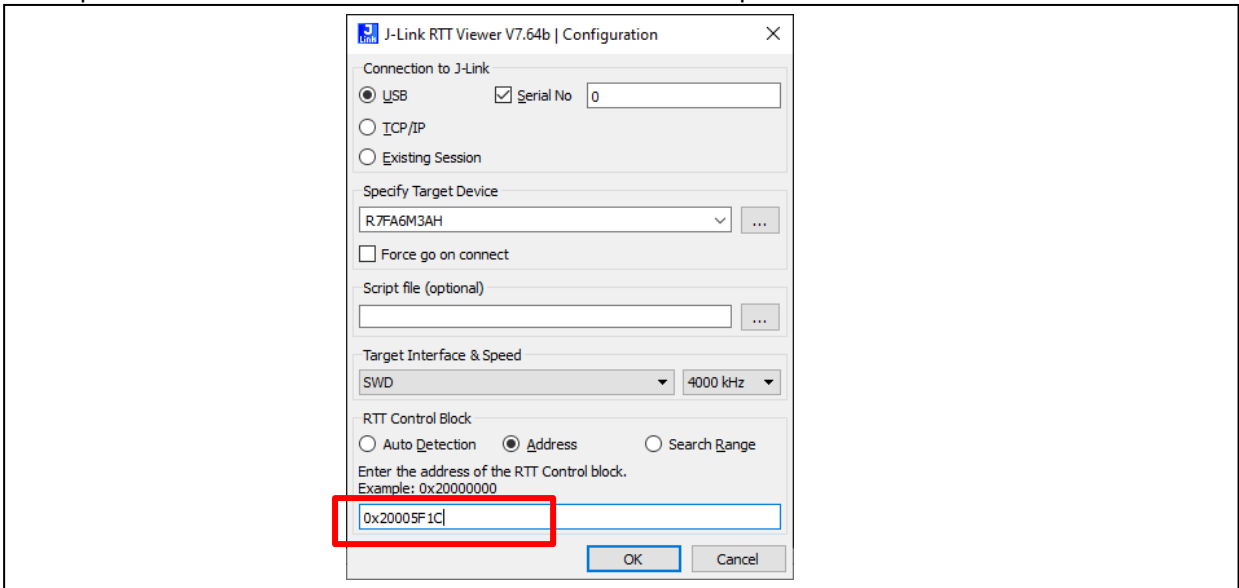 J-Link RTT Viewer V7.64b | Configuration
Connection to J-Link
USB Serial No 0
TCP/IP
Existing Session
Specify Target Device
R7FA6M3AH ...
Force go on connect
Script file (optional)
...
Target Interface & Speed
SWD 4000 kHz
RTT Control Block
Auto Detection Address Search Range
Enter the address of the RTT Control block.
Example: 0x20000000
0x20005F1C
OK Cancel